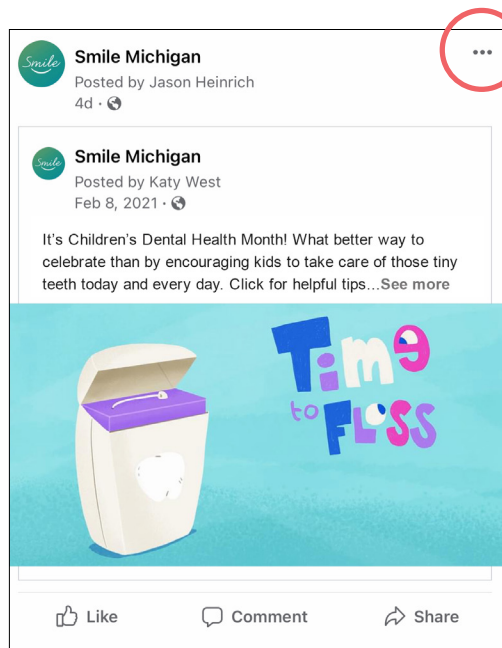 Smile
Smile Michigan
Posted by Jason Heinrich
4d ·
Smile
Smile Michigan
Posted by Katy West
Feb 8, 2021 ·
It's Children's Dental Health Month! What better way to
celebrate than by encouraging kids to take care of those tiny
teeth today and every day. Click for helpful tips...See more
Time
to FLOSS
Like Comment Share